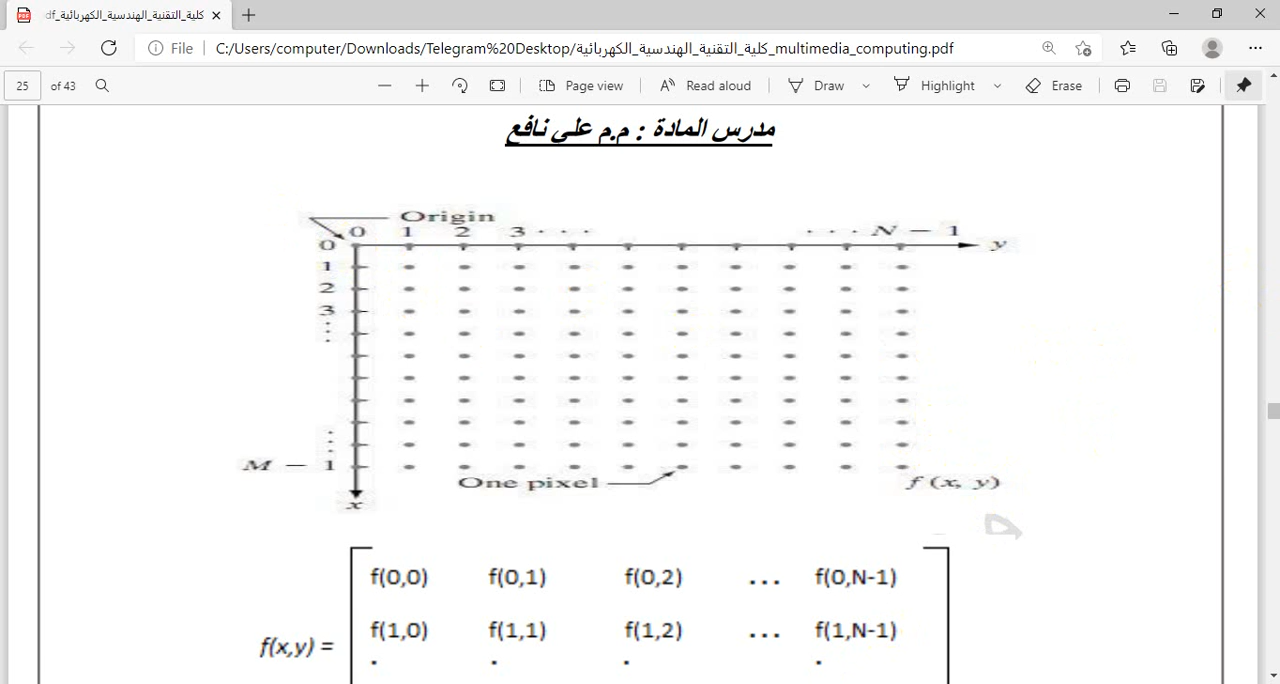 كلية_التقنية_الهندسية_الكهربائية_df
File C:/Users/computer/Downloads/Telegram%20Desktop/كلية_التقنية_الهندسية_الكهربائية_multimedia_computing.pdf
25 of 43 Page view Read aloud Draw Highlight Erase
مدرس المادة : م.م علي نافع
Origin
0 1 2 3 · · · · · · N − 1
0 y
1
2
3
⋮
⋮
M − 1
One pixel f (x, y)
x
f(0,0) f(0,1) f(0,2) ... f(0,N-1)
f(1,0) f(1,1) f(1,2) ... f(1,N-1)
f(x,y) =
. . . .